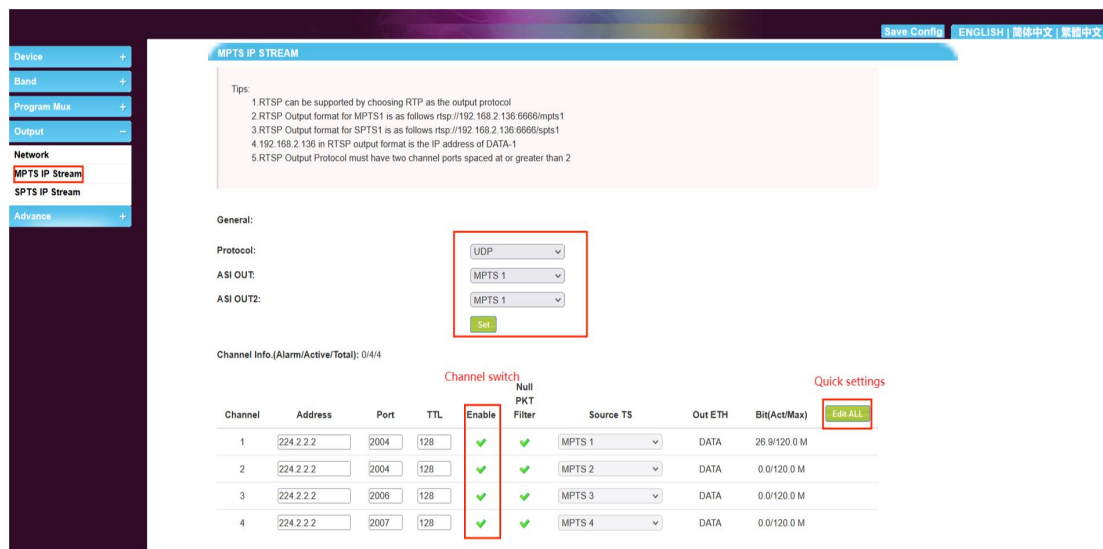 Save Config ENGLISH | 简体中文 | 繁體中文
Device +
Band +
Program Mux +
Output −
Network
MPTS IP Stream
SPTS IP Stream
Advance +
MPTS IP STREAM
Tips:
1.RTSP can be supported by choosing RTP as the output protocol
2.RTSP Output format for MPTS1 is as follows rtsp://192.168.2.136:6666/mpts1
3.RTSP Output format for SPTS1 is as follows rtsp://192.168.2.136:6666/spts1
4.192.168.2.136 in RTSP output format is the IP address of DATA-1
5.RTSP Output Protocol must have two channel ports spaced at or greater than 2
General:
Protocol: UDP
ASI OUT: MPTS 1
ASI OUT2: MPTS 1
Set
Channel Info.(Alarm/Active/Total): 0/4/4
Channel switch
Quick settings
Channel Address Port TTL Enable Null PKT Filter Source TS Out ETH Bit(Act/Max) Edit ALL
1 224.2.2.2 2004 128 MPTS 1 DATA 26.9/120.0 M
2 224.2.2.2 2004 128 MPTS 2 DATA 0.0/120.0 M
3 224.2.2.2 2006 128 MPTS 3 DATA 0.0/120.0 M
4 224.2.2.2 2007 128 MPTS 4 DATA 0.0/120.0 M